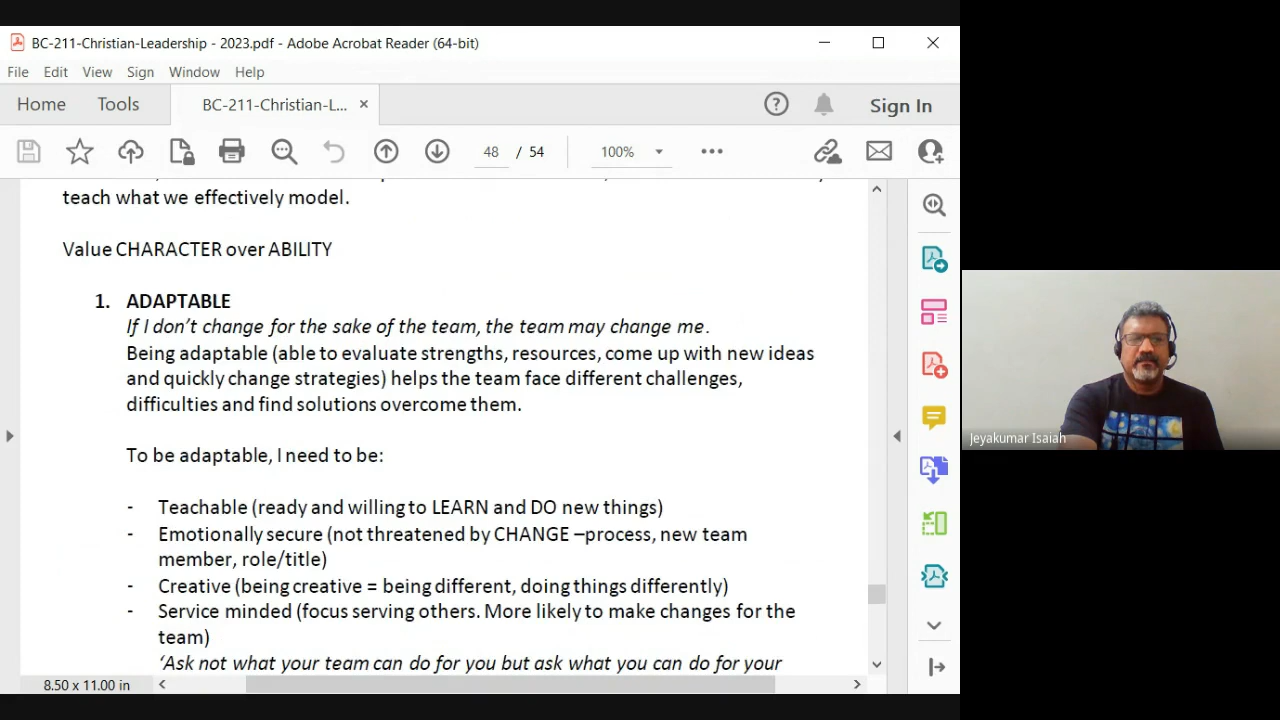 BC-211-Christian-Leadership - 2023.pdf - Adobe Acrobat Reader (64-bit)
File Edit View Sign Window Help
Home Tools BC-211-Christian-L... Sign In
48 / 54 100%
teach what we effectively model.
Value CHARACTER over ABILITY
1. ADAPTABLE
If I don't change for the sake of the team, the team may change me.
Being adaptable (able to evaluate strengths, resources, come up with new ideas
and quickly change strategies) helps the team face different challenges,
difficulties and find solutions overcome them.
To be adaptable, I need to be:
- Teachable (ready and willing to LEARN and DO new things)
- Emotionally secure (not threatened by CHANGE –process, new team
member, role/title)
- Creative (being creative = being different, doing things differently)
- Service minded (focus serving others. More likely to make changes for the
team)
‘Ask not what your team can do for you but ask what you can do for your
8.50 x 11.00 in
Jeyakumar Isaiah